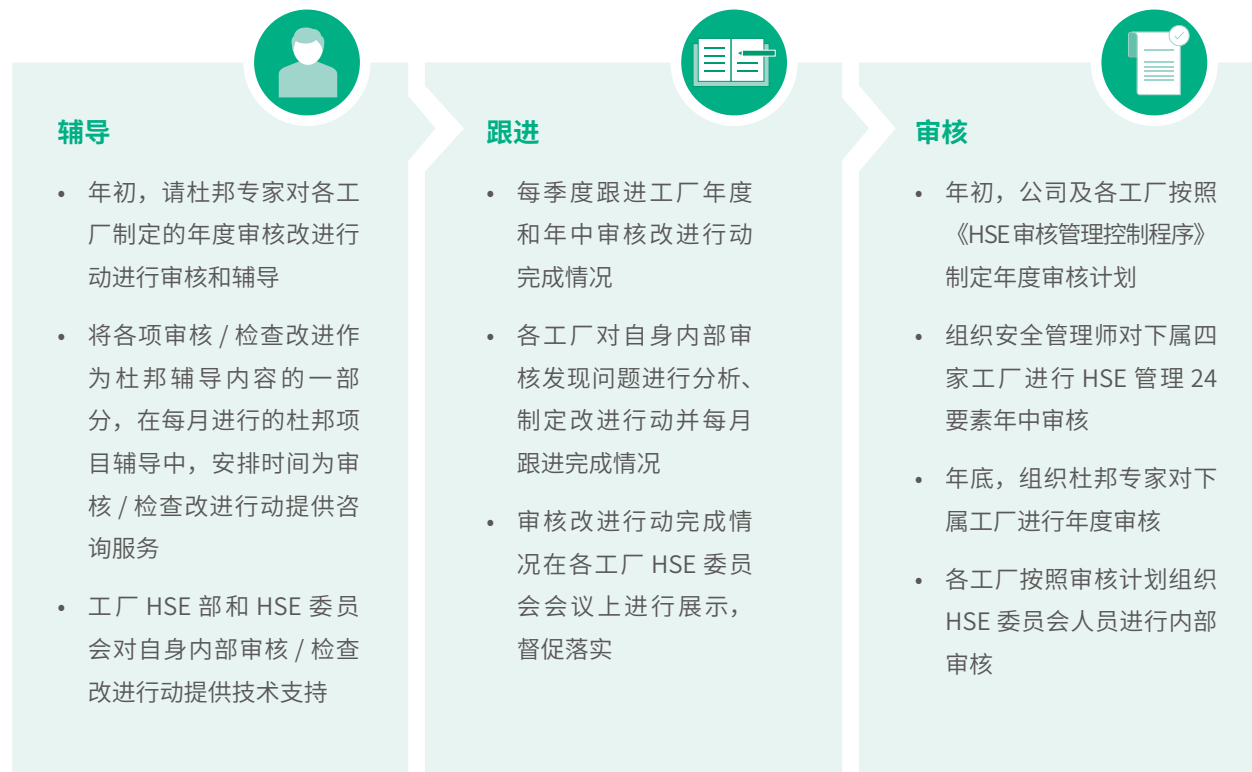 辅导
• 年初，请杜邦专家对各工
厂制定的年度审核改进行
动进行审核和辅导
• 将各项审核 / 检查改进作
为杜邦辅导内容的一部
分，在每月进行的杜邦项
目辅导中，安排时间为审
核 / 检查改进行动提供咨
询服务
• 工厂 HSE 部和 HSE 委员
会对自身内部审核 / 检查
改进行动提供技术支持
跟进
• 每季度跟进工厂年度
和年中审核改进行动
完成情况
• 各工厂对自身内部审
核发现问题进行分析、
制定改进行动并每月
跟进完成情况
• 审核改进行动完成情
况在各工厂 HSE 委员
会会议上进行展示，
督促落实
审核
• 年初，公司及各工厂按照
《HSE 审核管理控制程序》
制定年度审核计划
• 组织安全管理师对下属四
家工厂进行 HSE 管理 24
要素年中审核
• 年底，组织杜邦专家对下
属工厂进行年度审核
• 各工厂按照审核计划组织
HSE 委员会人员进行内部
审核